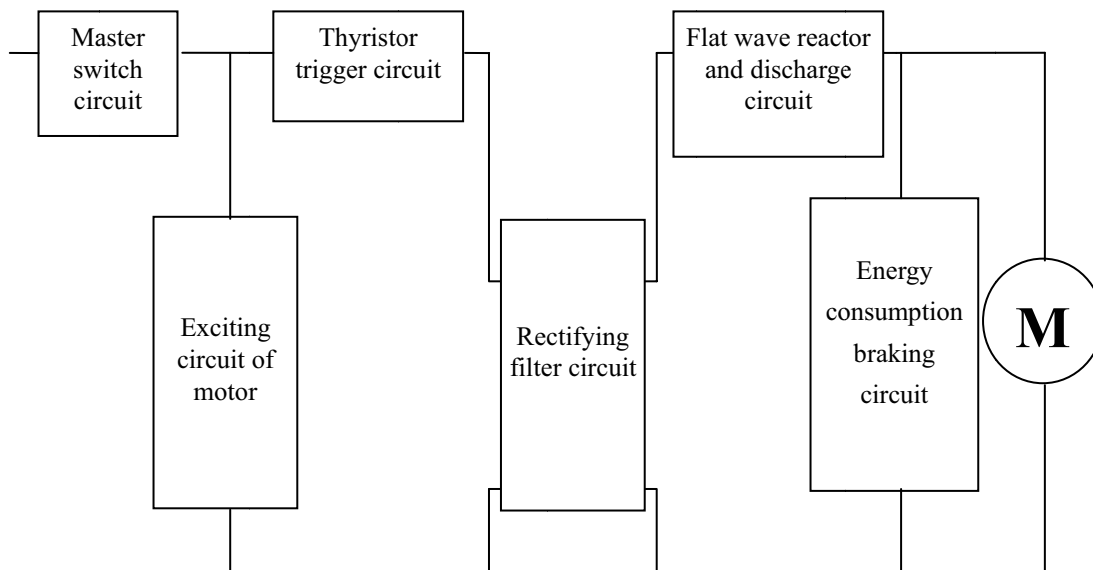 Master
switch
circuit
Thyristor
trigger circuit
Flat wave reactor
and discharge
circuit
Exciting
circuit of
motor
Rectifying
filter circuit
Energy
consumption
braking
circuit
M